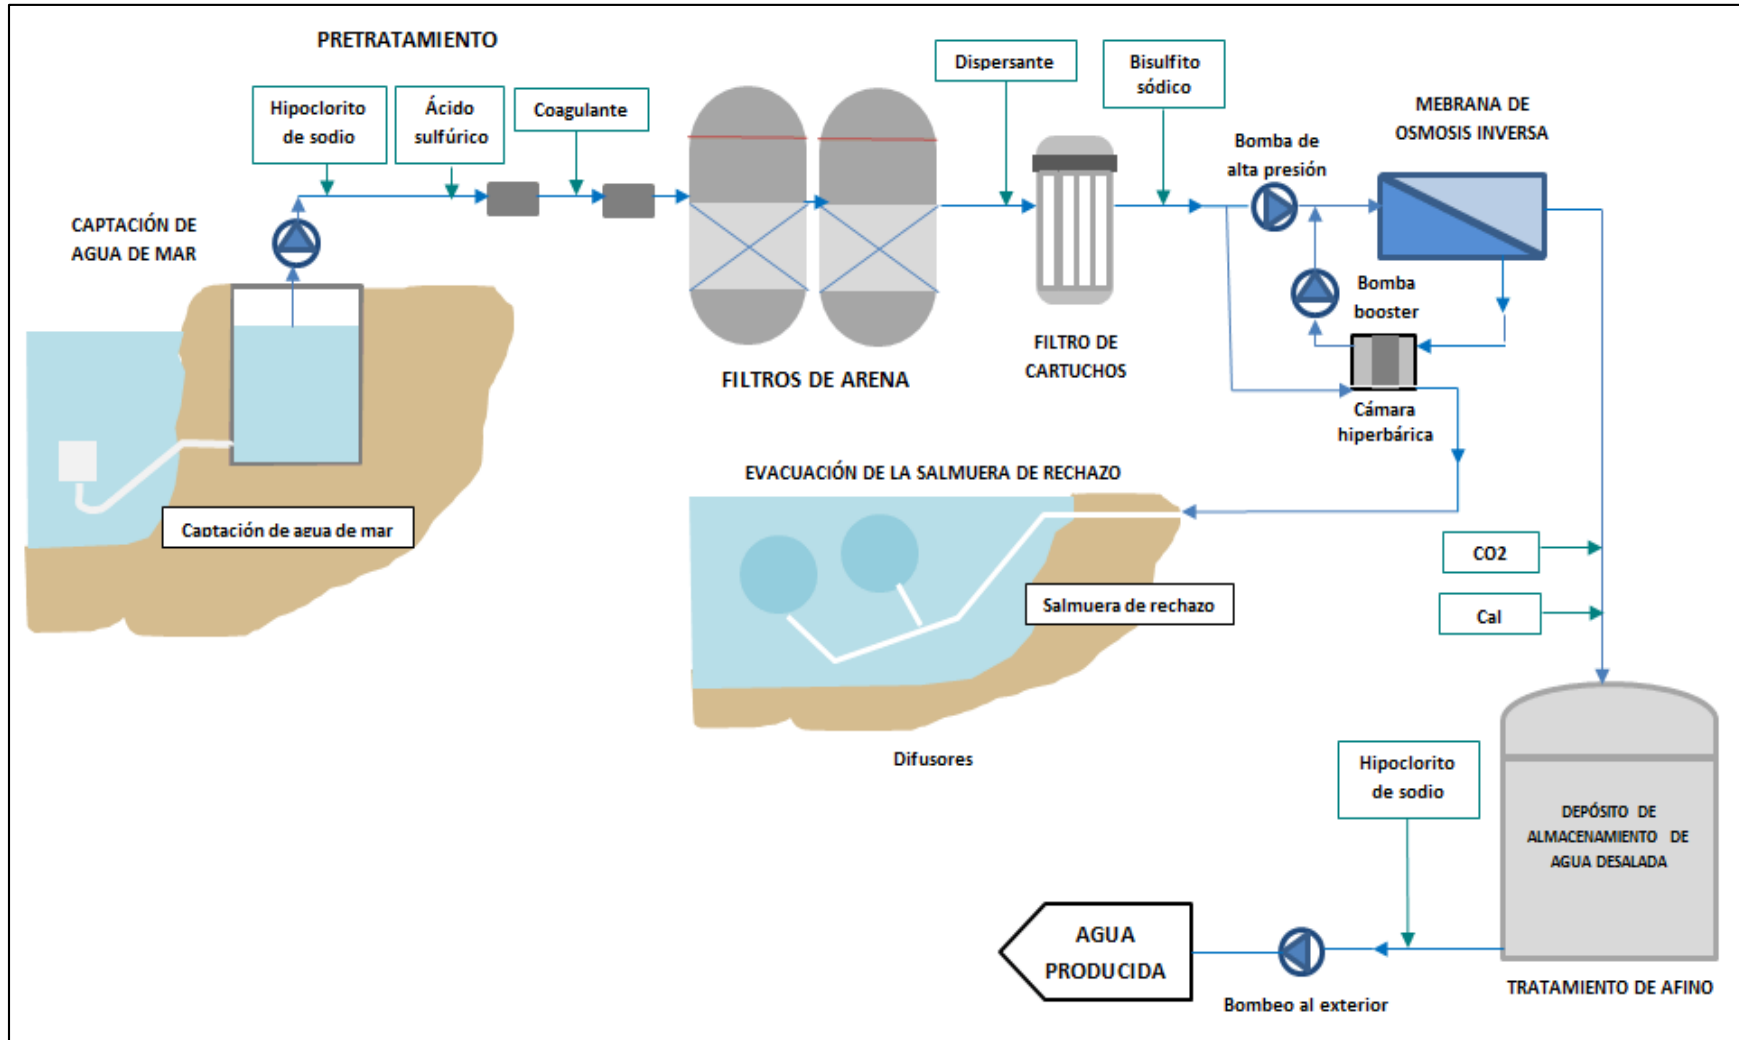 PRETRATAMIENTO
Hipoclorito
de sodio
Ácido
sulfúrico
Coagulante
Dispersante
Bisulfito
sódico
MEBRANA DE
OSMOSIS INVERSA
Bomba de
alta presión
CAPTACIÓN DE
AGUA DE MAR
Bomba
booster
FILTROS DE ARENA
FILTRO DE
CARTUCHOS
Cámara
hiperbárica
Captación de agua de mar
EVACUACIÓN DE LA SALMUERA DE RECHAZO
Salmuera de rechazo
Difusores
CO2
Cal
Hipoclorito
de sodio
DEPÓSITO DE
ALMACENAMIENTO DE
AGUA DESALADA
AGUA
PRODUCIDA
Bombeo al exterior
TRATAMIENTO DE AFINO